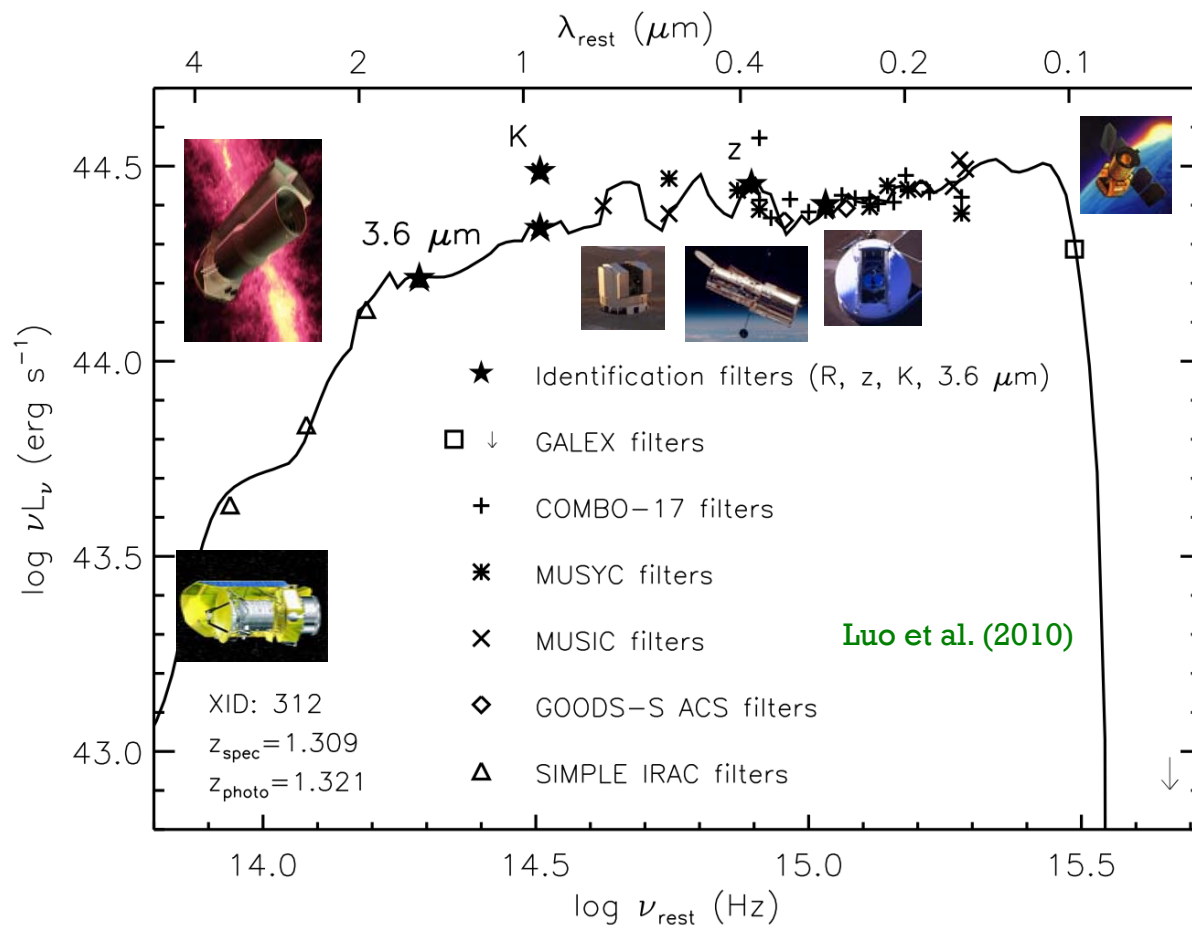 λrest (μm)
4 2 1 0.4 0.2 0.1
log νLν (erg s⁻¹)
44.5
44.0
43.5
43.0
K
z
3.6 μm
Identification filters (R, z, K, 3.6 μm)
GALEX filters
COMBO−17 filters
MUSYC filters
MUSIC filters
GOODS−S ACS filters
SIMPLE IRAC filters
Luo et al. (2010)
XID: 312
zspec=1.309
zphoto=1.321
14.0 14.5 15.0 15.5
log νrest (Hz)